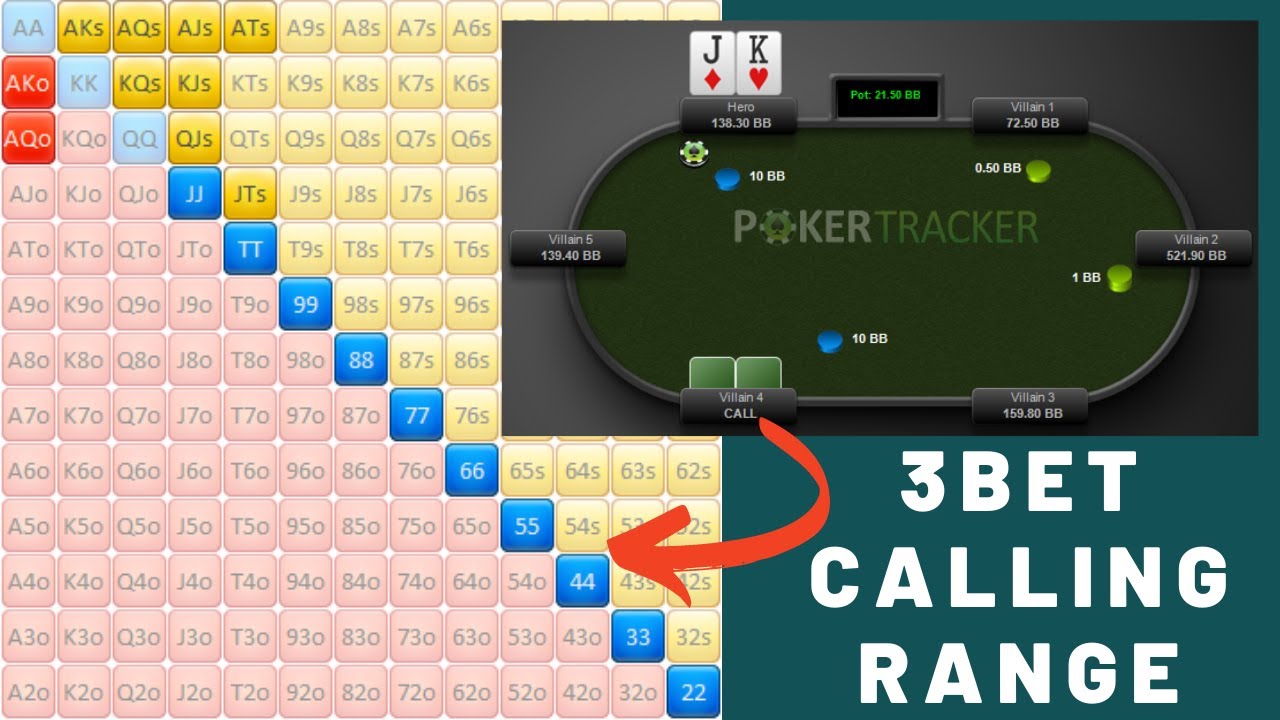 AA AKs AQs AJs ATs A9s A8s A7s A6s
AKo KK KQs KJs KTs K9s K8s K7s K6s
AQo KQo QQ QJs QTs Q9s Q8s Q7s Q6s
AJo KJo QJo JJ JTs J9s J8s J7s J6s
ATo KTo QTo JTo TT T9s T8s T7s T6s
A9o K9o Q9o J9o T9o 99 98s 97s 96s
A8o K8o Q8o J8o T8o 98o 88 87s 86s
A7o K7o Q7o J7o T7o 97o 87o 77 76s
A6o K6o Q6o J6o T6o 96o 86o 76o 66 65s 64s 63s 62s
A5o K5o Q5o J5o T5o 95o 85o 75o 65o 55 54s
A4o K4o Q4o J4o T4o 94o 84o 74o 64o 54o 44 43s 42s
A3o K3o Q3o J3o T3o 93o 83o 73o 63o 53o 43o 33 32s
A2o K2o Q2o J2o T2o 92o 82o 72o 62o 52o 42o 32o 22
J K
Hero
138.30 BB
Pot: 21.50 BB
Villain 1
72.50 BB
10 BB
0.50 BB
POKERTRACKER
Villain 5
139.40 BB
Villain 2
521.90 BB
1 BB
10 BB
Villain 4
CALL
Villain 3
159.80 BB
3BET
CALLING
RANGE